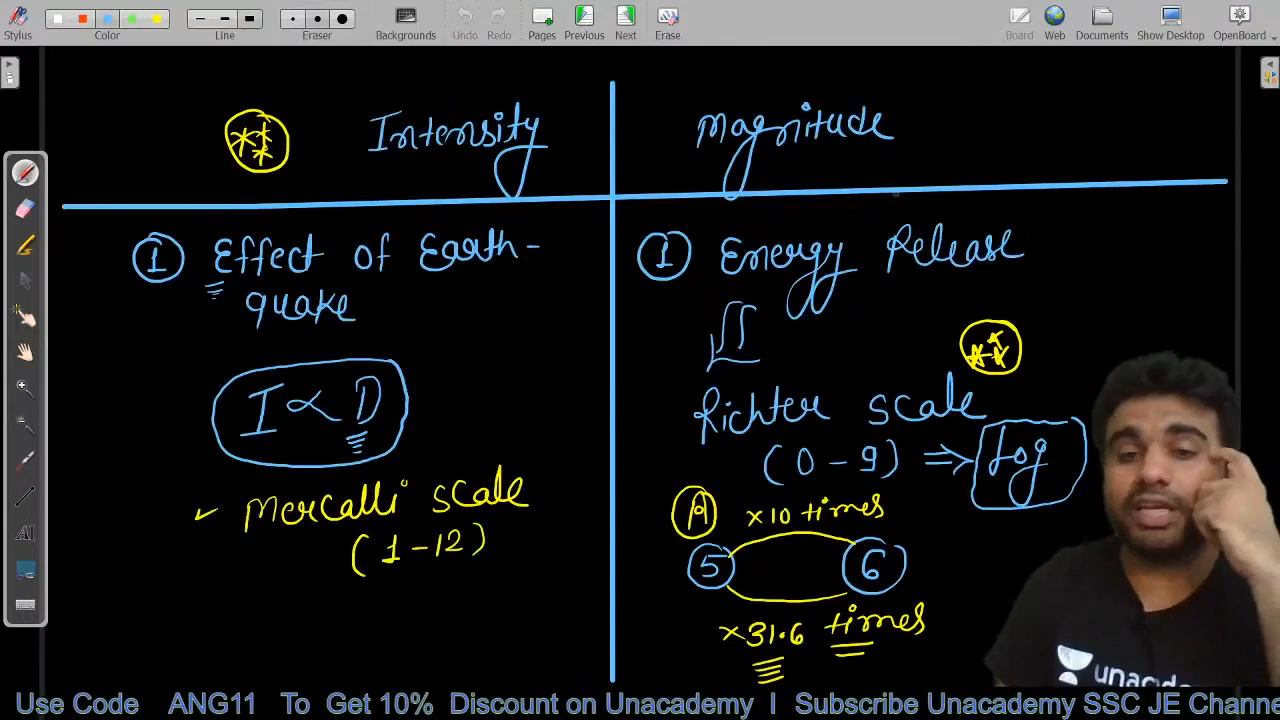 Stylus
Color
Line
Eraser
Backgrounds
Undo
Redo
Pages
Previous
Next
Erase
Board
Web
Documents
Show Desktop
OpenBoard
Intensity
Magnitude
1 Effect of Earth-
quake
I ∝ D
Mercalli scale
(1-12)
1 Energy Release
Richter scale
(0-9) ⇒ Log
A ×10 times
5 6
×31.6 times
unacade
Use Code ANG11 To Get 10% Discount on Unacademy I Subscribe Unacademy SSC JE Channe